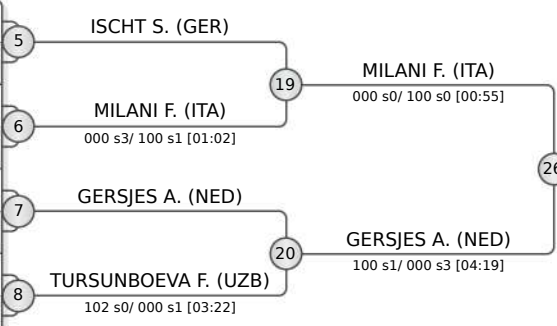 ISCHT S. (GER)
5
19
MILANI F. (ITA)
000 s0/ 100 s0 [00:55]
MILANI F. (ITA)
6
000 s3/ 100 s1 [01:02]
26
GERSJES A. (NED)
7
20
GERSJES A. (NED)
100 s1/ 000 s3 [04:19]
TURSUNBOEVA F. (UZB)
8
102 s0/ 000 s1 [03:22]